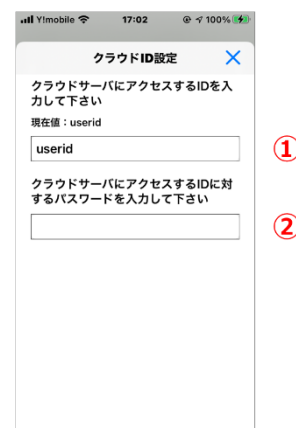 Y!mobile 17:02 100%
クラウドID設定
クラウドサーバにアクセスするIDを入
力して下さい
現在値：userid
userid
①
クラウドサーバにアクセスするIDに対
するパスワードを入力して下さい
②